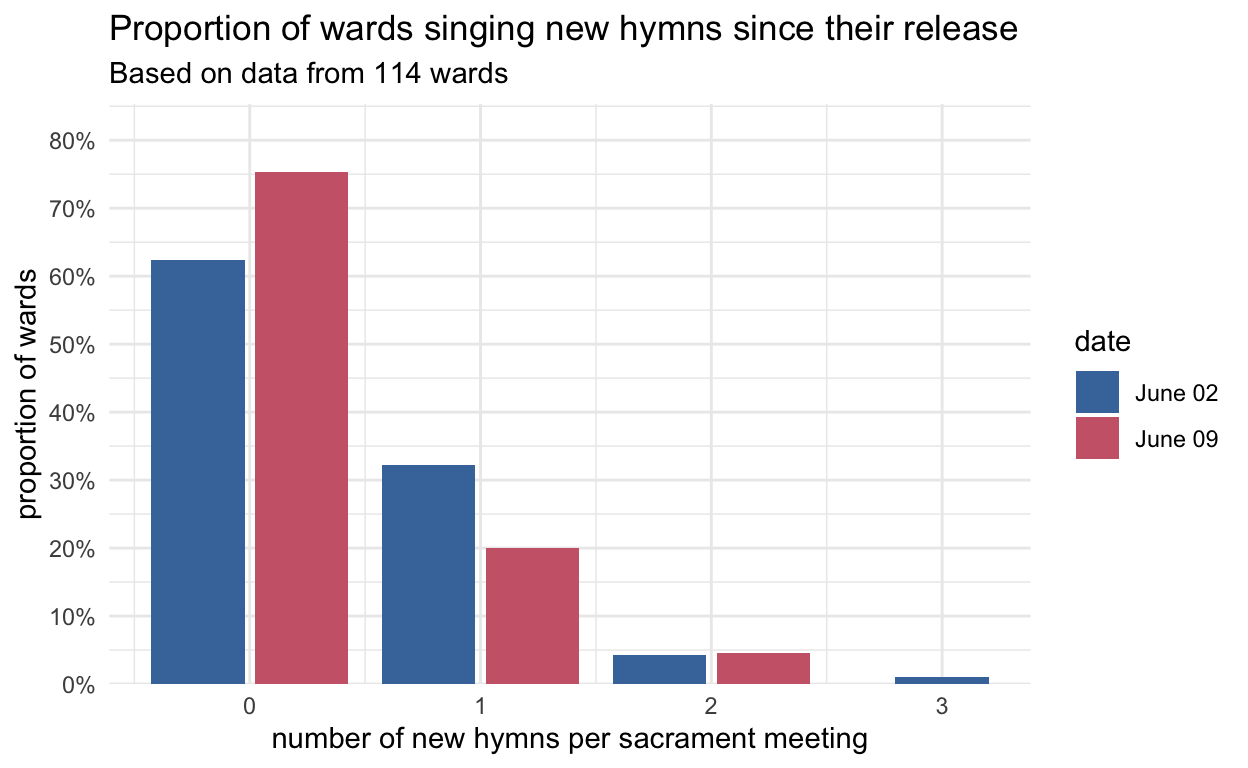 Proportion of wards singing new hymns since their release
Based on data from 114 wards
80%
70%
60%
50%
40%
30%
20%
10%
0%
proportion of wards
0
1
2
3
number of new hymns per sacrament meeting
date
June 02
June 09